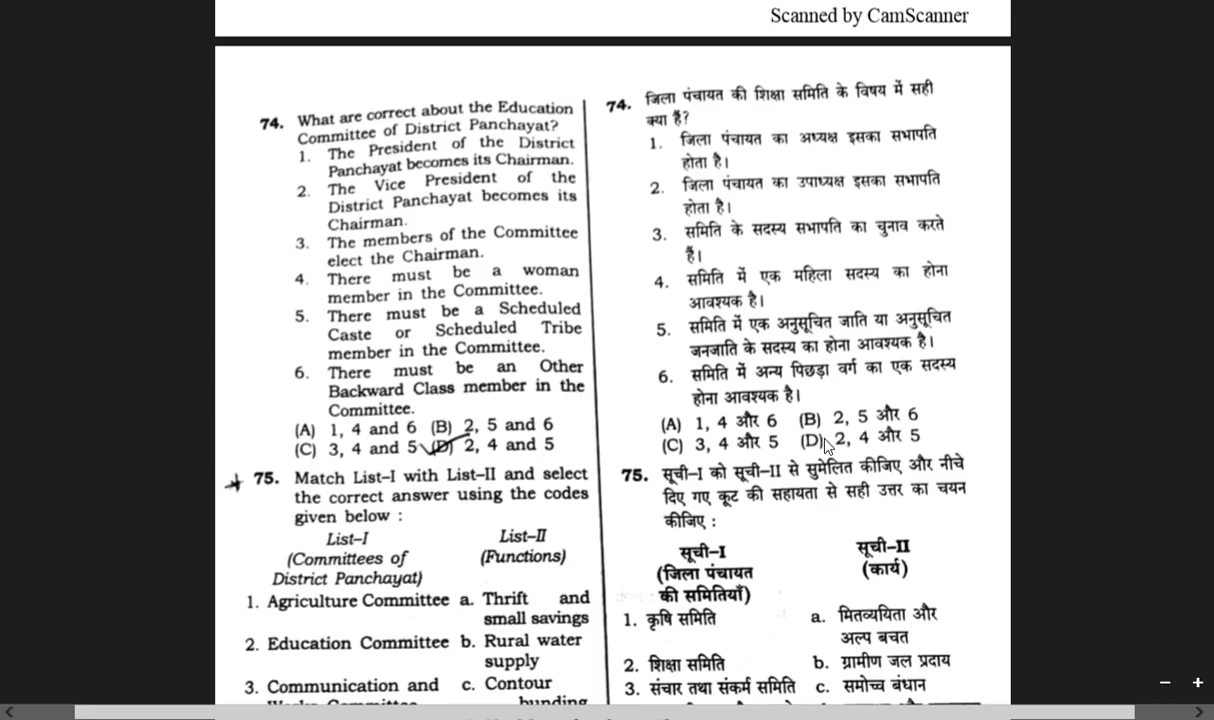 Scanned by CamScanner
74. What are correct about the Education
Committee of District Panchayat?
1. The President of the District
Panchayat becomes its Chairman.
2. The Vice President of the
District Panchayat becomes its
Chairman.
3. The members of the Committee
elect the Chairman.
4. There must be a woman
member in the Committee.
5. There must be a Scheduled
Caste or Scheduled Tribe
member in the Committee.
6. There must be an Other
Backward Class member in the
Committee.
(A) 1, 4 and 6 (B) 2, 5 and 6
(C) 3, 4 and 5 (D) 2, 4 and 5
75. Match List-I with List-II and select
the correct answer using the codes
given below :
List-I List-II
(Committees of (Functions)
District Panchayat)
1. Agriculture Committee a. Thrift and
small savings
2. Education Committee b. Rural water
supply
3. Communication and c. Contour
Works Committee bunding
74. जिला पंचायत की शिक्षा समिति के विषय में सही
क्या हैं?
1. जिला पंचायत का अध्यक्ष इसका सभापति
होता है।
2. जिला पंचायत का उपाध्यक्ष इसका सभापति
होता है।
3. समिति के सदस्य सभापति का चुनाव करते
हैं।
4. समिति में एक महिला सदस्य का होना
आवश्यक है।
5. समिति में एक अनुसूचित जाति या अनुसूचित
जनजाति के सदस्य का होना आवश्यक है।
6. समिति में अन्य पिछड़ा वर्ग का एक सदस्य
होना आवश्यक है।
(A) 1, 4 और 6 (B) 2, 5 और 6
(C) 3, 4 और 5 (D) 2, 4 और 5
75. सूची-I को सूची-II से सुमेलित कीजिए और नीचे
दिए गए कूट की सहायता से सही उत्तर का चयन
कीजिए :
सूची-I सूची-II
(जिला पंचायत (कार्य)
की समितियाँ)
1. कृषि समिति a. मितव्ययिता और
अल्प बचत
2. शिक्षा समिति b. ग्रामीण जल प्रदाय
3. संचार तथा संकर्म समिति c. समोच्च बंधान